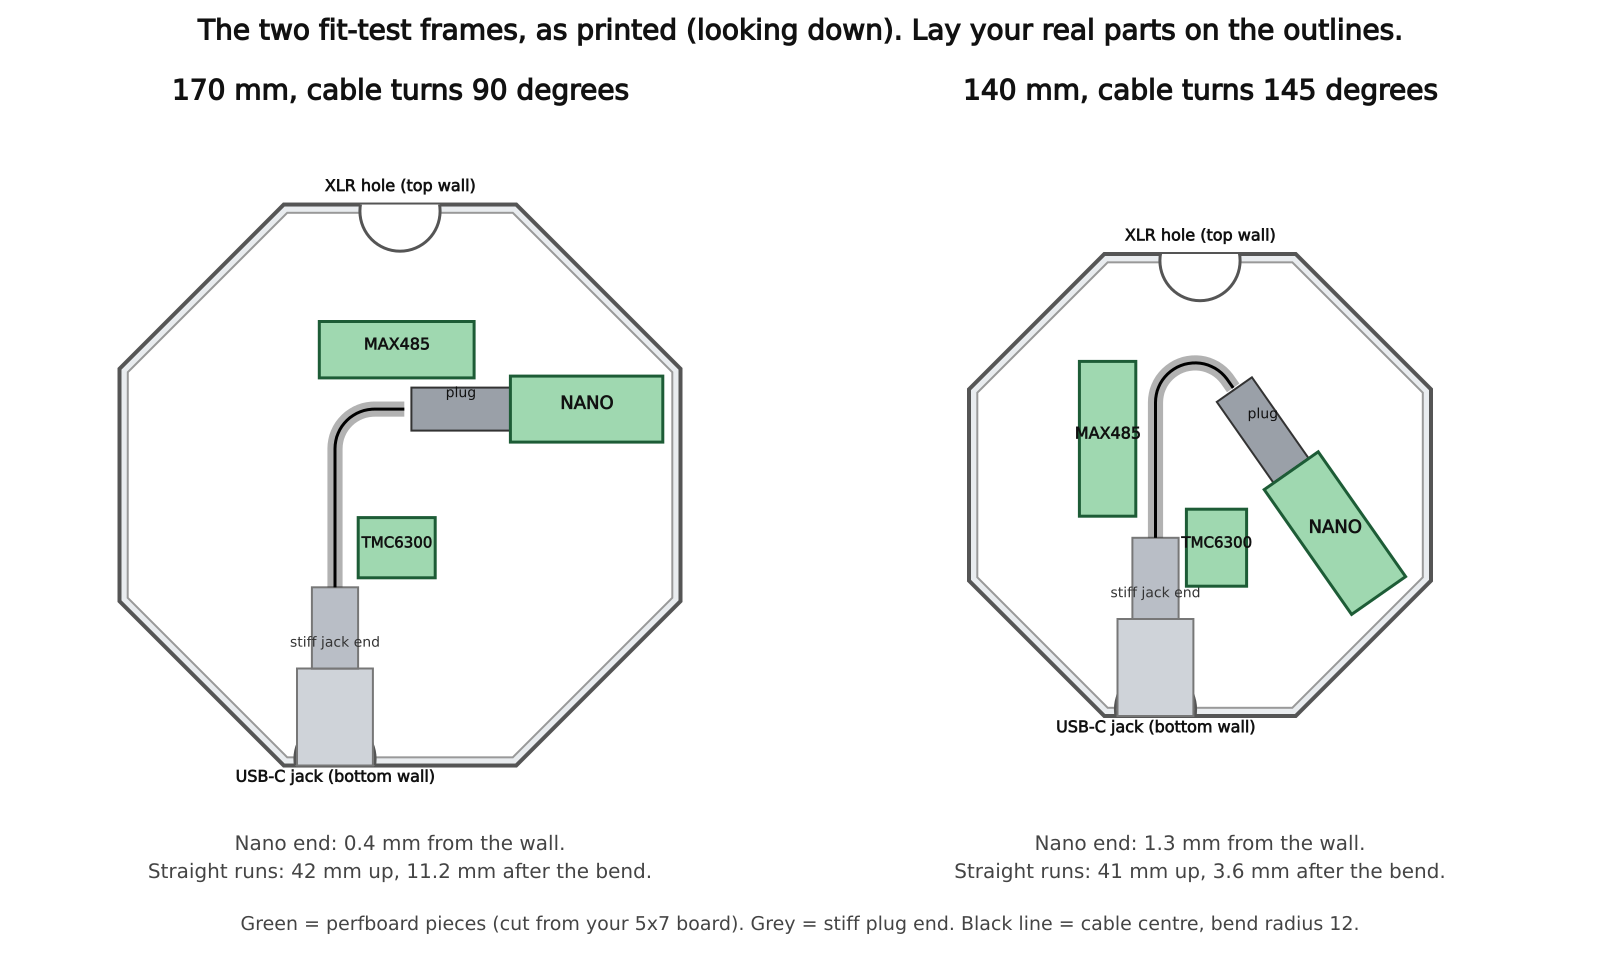 The two fit-test frames, as printed (looking down). Lay your real parts on the outlines.
170 mm, cable turns 90 degrees
XLR hole (top wall)
MAX485
plug
NANO
TMC6300
stiff jack end
USB-C jack (bottom wall)
Nano end: 0.4 mm from the wall.
Straight runs: 42 mm up, 11.2 mm after the bend.
140 mm, cable turns 145 degrees
XLR hole (top wall)
plug
MAX485
NANO
TMC6300
stiff jack end
USB-C jack (bottom wall)
Nano end: 1.3 mm from the wall.
Straight runs: 41 mm up, 3.6 mm after the bend.
Green = perfboard pieces (cut from your 5x7 board). Grey = stiff plug end. Black line = cable centre, bend radius 12.